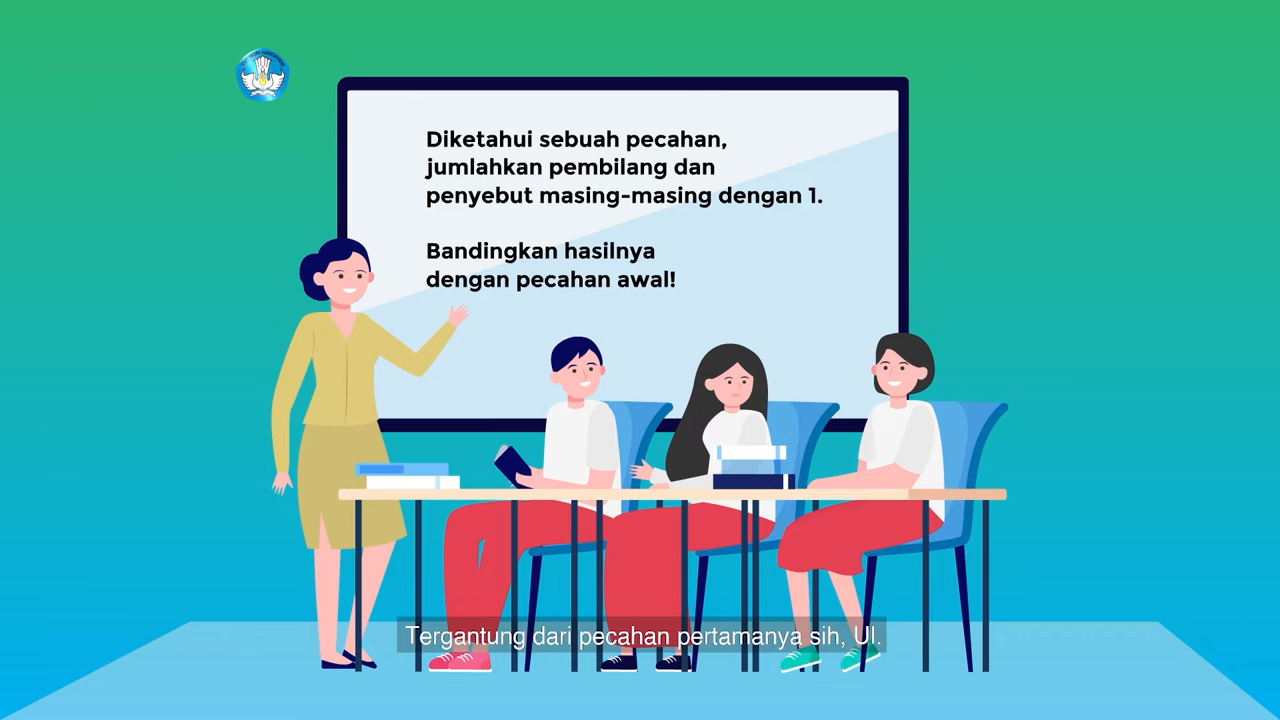 Diketahui sebuah pecahan,
jumlahkan pembilang dan
penyebut masing-masing dengan 1.
Bandingkan hasilnya
dengan pecahan awal!
Tergantung dari pecahan pertamanya sih, Ul.